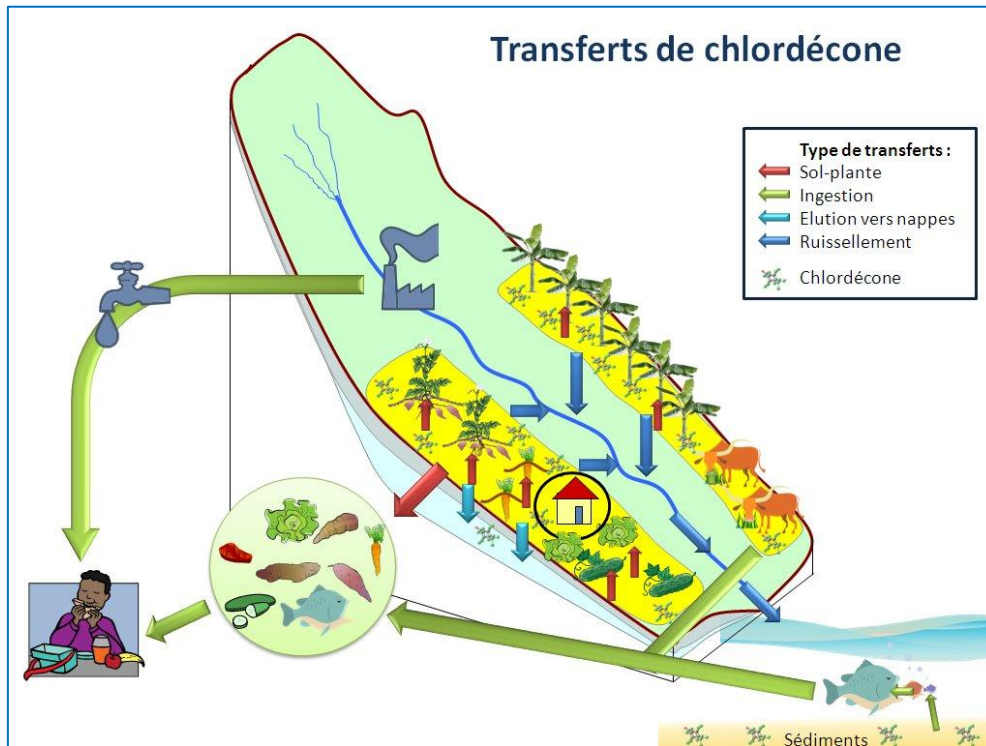 Transferts de chlordécone
Type de transferts :
Sol-plante
Ingestion
Elution vers nappes
Ruissellement
Chlordécone
Sédiments